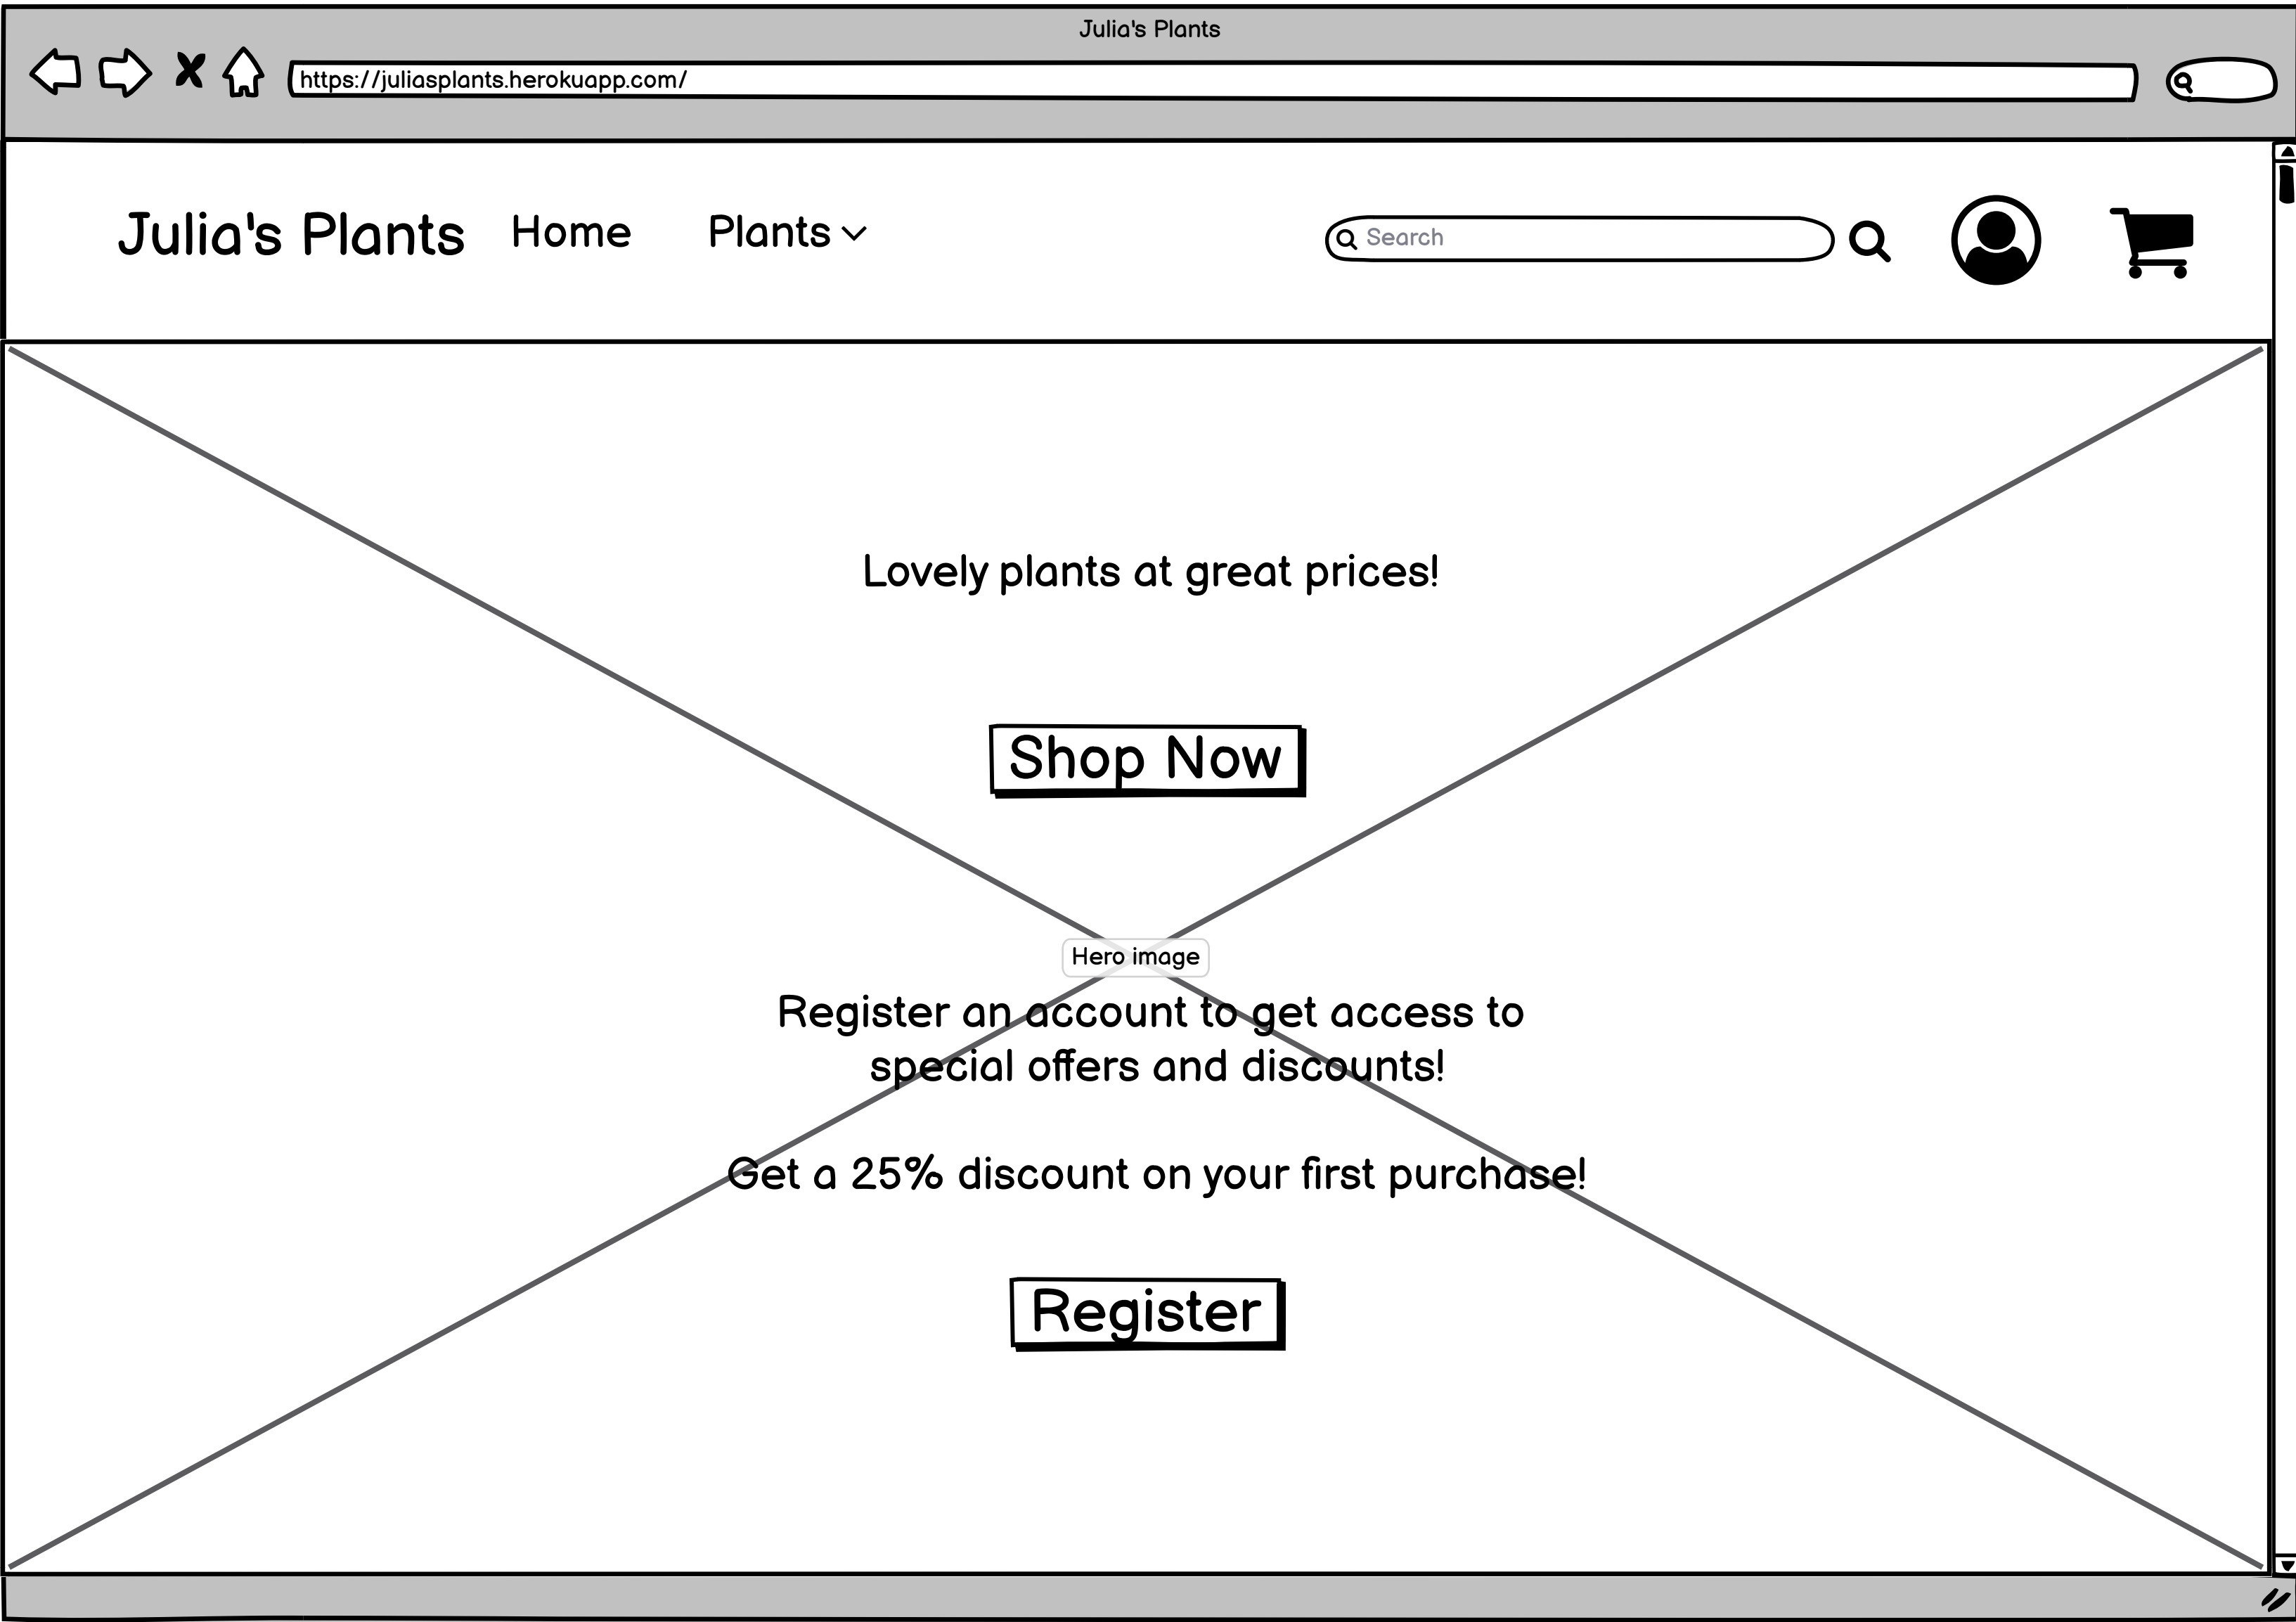 Julia's Plants
https://juliasplants.herokuapp.com/
Julia's Plants Home Plants Search
Lovely plants at great prices!
Shop Now
Hero image
Register an account to get access to
special offers and discounts!
Get a 25% discount on your first purchase!
Register